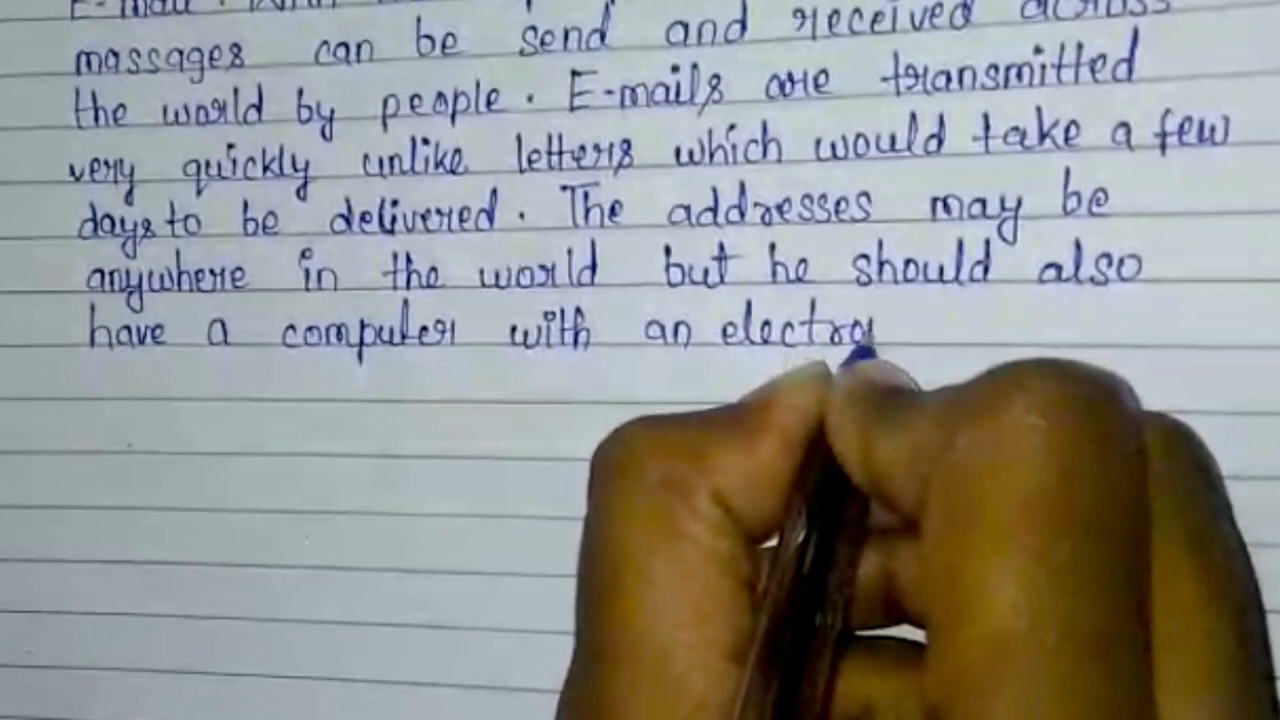 E-mail.
massages can be send and received across
the world by people. E-mails are transmitted
very quickly unlike letters which would take a few
days to be delivered. The addresses may be
anywhere in the world but he should also
have a computer with an electro